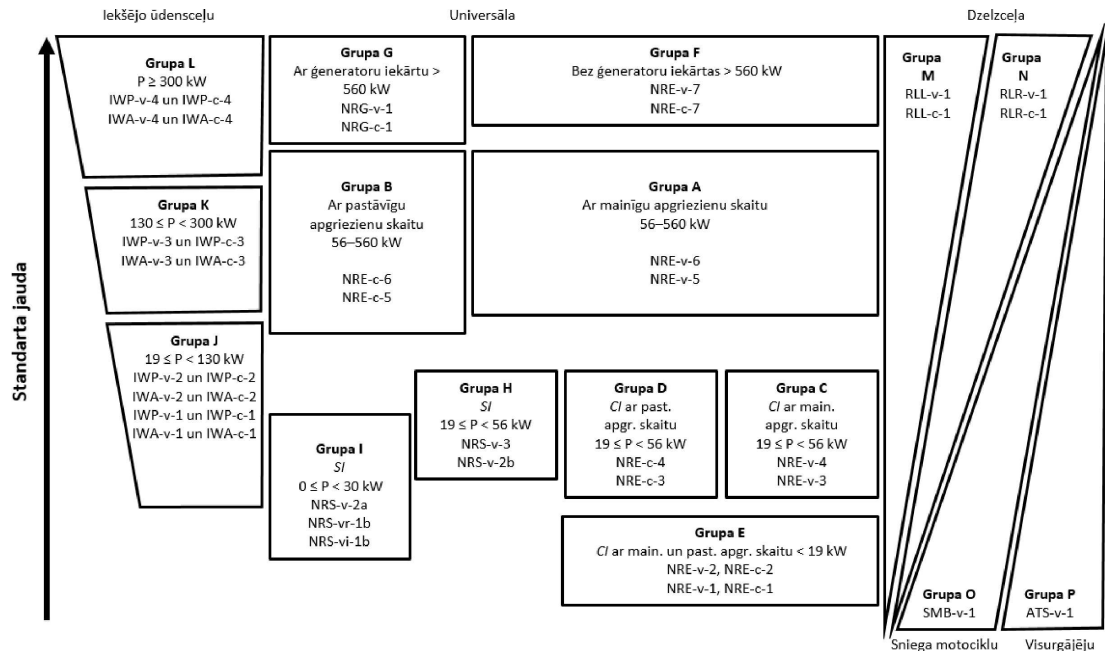 Iekšējo ūdensceļu
Universāla
Dzelzceļa
Standarta jauda
Grupa L
P ≥ 300 kW
IWP-v-4 un IWP-c-4
IWA-v-4 un IWA-c-4
Grupa G
Ar ģeneratoru iekārtu >
560 kW
NRG-v-1
NRG-c-1
Grupa F
Bez ģeneratoru iekārtas > 560 kW
NRE-v-7
NRE-c-7
Grupa
M
RLL-v-1
RLL-c-1
Grupa
N
RLR-v-1
RLR-c-1
Grupa K
130 ≤ P < 300 kW
IWP-v-3 un IWP-c-3
IWA-v-3 un IWA-c-3
Grupa B
Ar pastāvīgu
apgriezienu skaitu
56–560 kW
NRE-c-6
NRE-c-5
Grupa A
Ar mainīgu apgriezienu skaitu
56–560 kW
NRE-v-6
NRE-v-5
Grupa J
19 ≤ P < 130 kW
IWP-v-2 un IWP-c-2
IWA-v-2 un IWA-c-2
IWP-v-1 un IWP-c-1
IWA-v-1 un IWA-c-1
Grupa I
SI
0 ≤ P < 30 kW
NRS-v-2a
NRS-vr-1b
NRS-vi-1b
Grupa H
SI
19 ≤ P < 56 kW
NRS-v-3
NRS-v-2b
Grupa D
CI ar past.
apgr. skaitu
19 ≤ P < 56 kW
NRE-c-4
NRE-c-3
Grupa C
CI ar main.
apgr. skaitu
19 ≤ P < 56 kW
NRE-v-4
NRE-v-3
Grupa E
CI ar main. un past. apgr. skaitu < 19 kW
NRE-v-2, NRE-c-2
NRE-v-1, NRE-c-1
Grupa O
SMB-v-1
Grupa P
ATS-v-1
Sniega motociklu
Visurgājēju